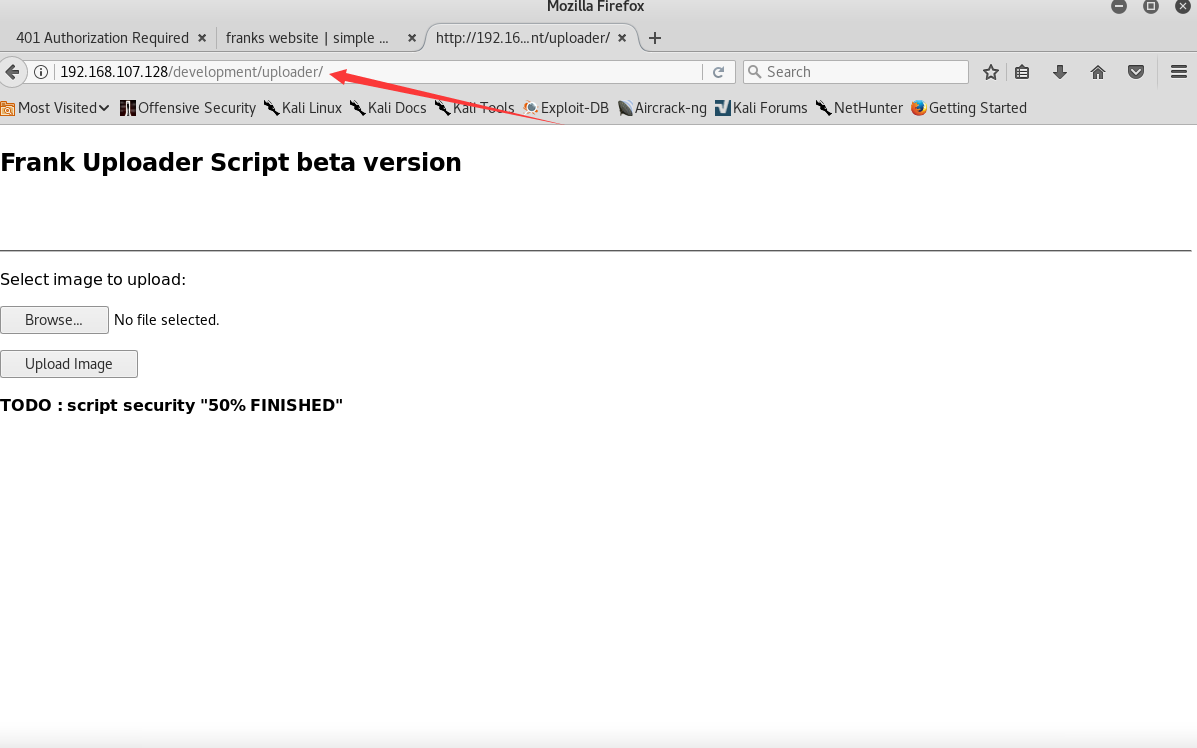 Mozilla Firefox
401 Authorization Required franks website | simple ... http://192.16...nt/uploader/
192.168.107.128/development/uploader/ Search
Most Visited Offensive Security Kali Linux Kali Docs Kali Tools Exploit-DB Aircrack-ng Kali Forums NetHunter Getting Started
Frank Uploader Script beta version
Select image to upload:
Browse... No file selected.
Upload Image
TODO : script security "50% FINISHED"